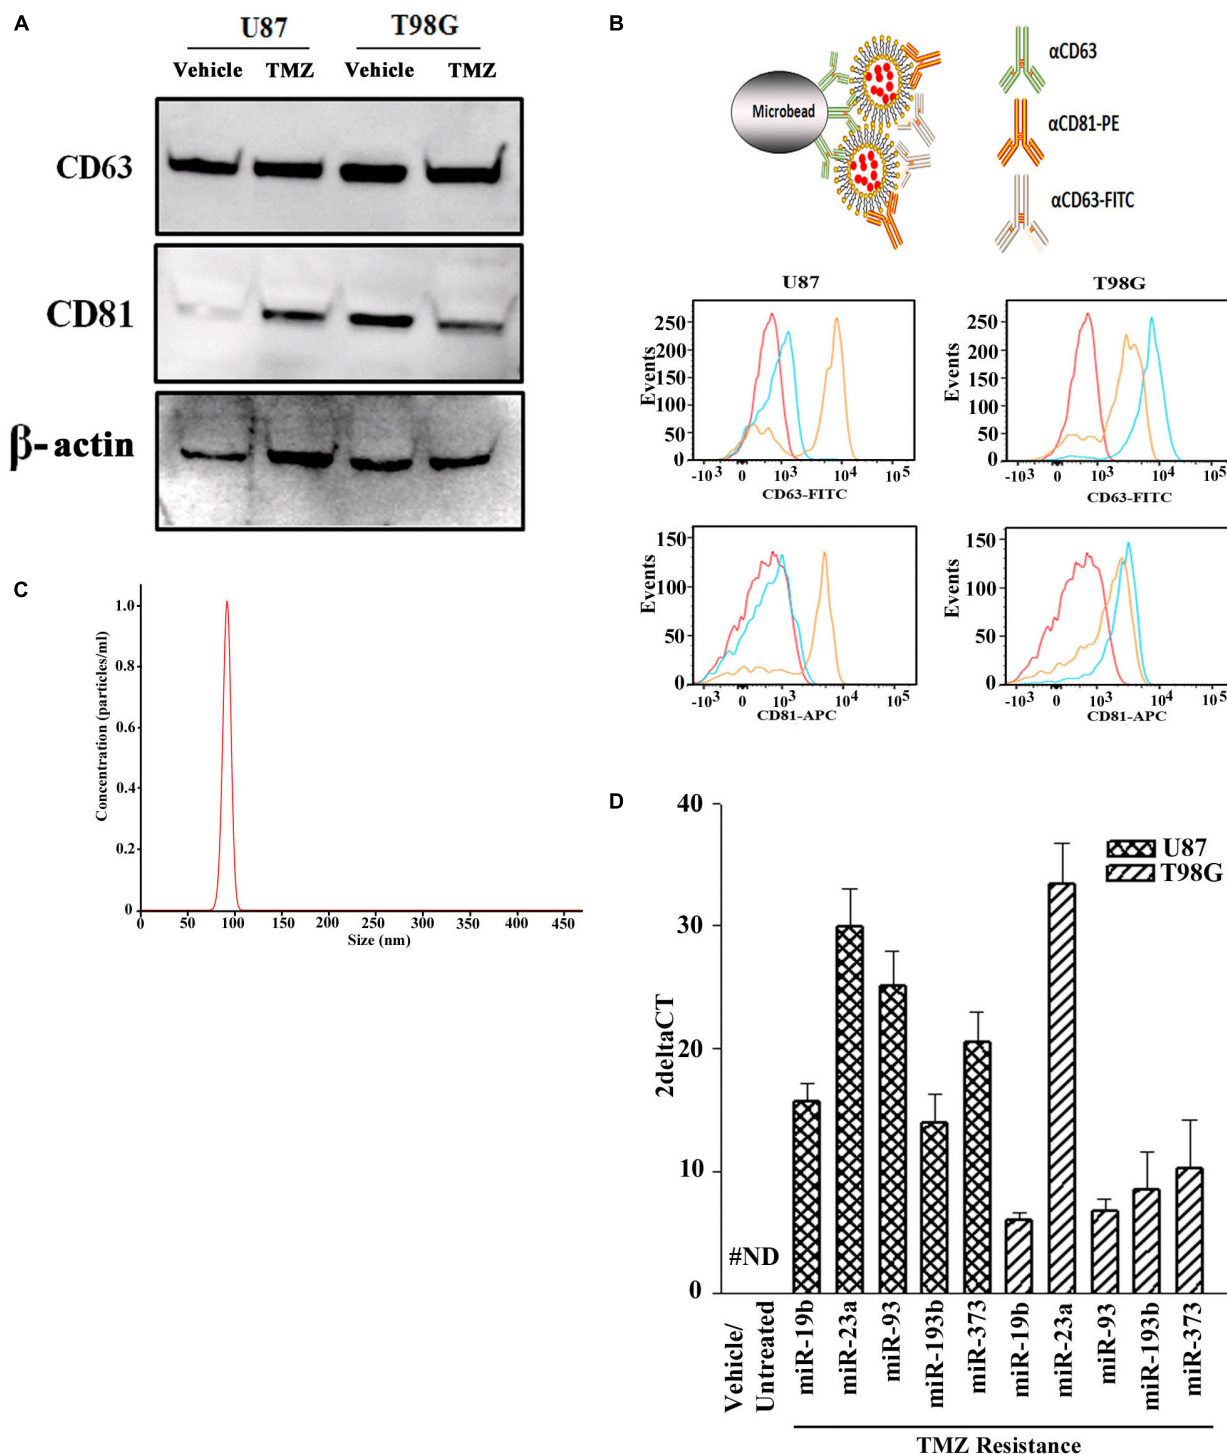 A
U87 T98G
Vehicle TMZ Vehicle TMZ
CD63
CD81
β- actin
B
Microbead
αCD63
αCD81-PE
αCD63-FITC
U87
Events
250
200
150
100
50
0
-10³ 0 10³ 10⁴ 10⁵
CD63-FITC
T98G
Events
250
200
150
100
50
0
-10³ 0 10³ 10⁴ 10⁵
CD63-FITC
Events
150
100
50
0
-10³ 0 10³ 10⁴ 10⁵
CD81-APC
Events
150
100
50
0
-10³ 0 10³ 10⁴ 10⁵
CD81-APC
C
Concentration (particles/ml)
1.0
0.8
0.6
0.4
0.2
0
0 50 100 150 200 250 300 350 400 450
Size (nm)
D
2deltaCT
40
30
20
10
0
U87
T98G
#ND
Vehicle/
Untreated
miR-19b
miR-23a
miR-93
miR-193b
miR-373
miR-19b
miR-23a
miR-93
miR-193b
miR-373
TMZ Resistance